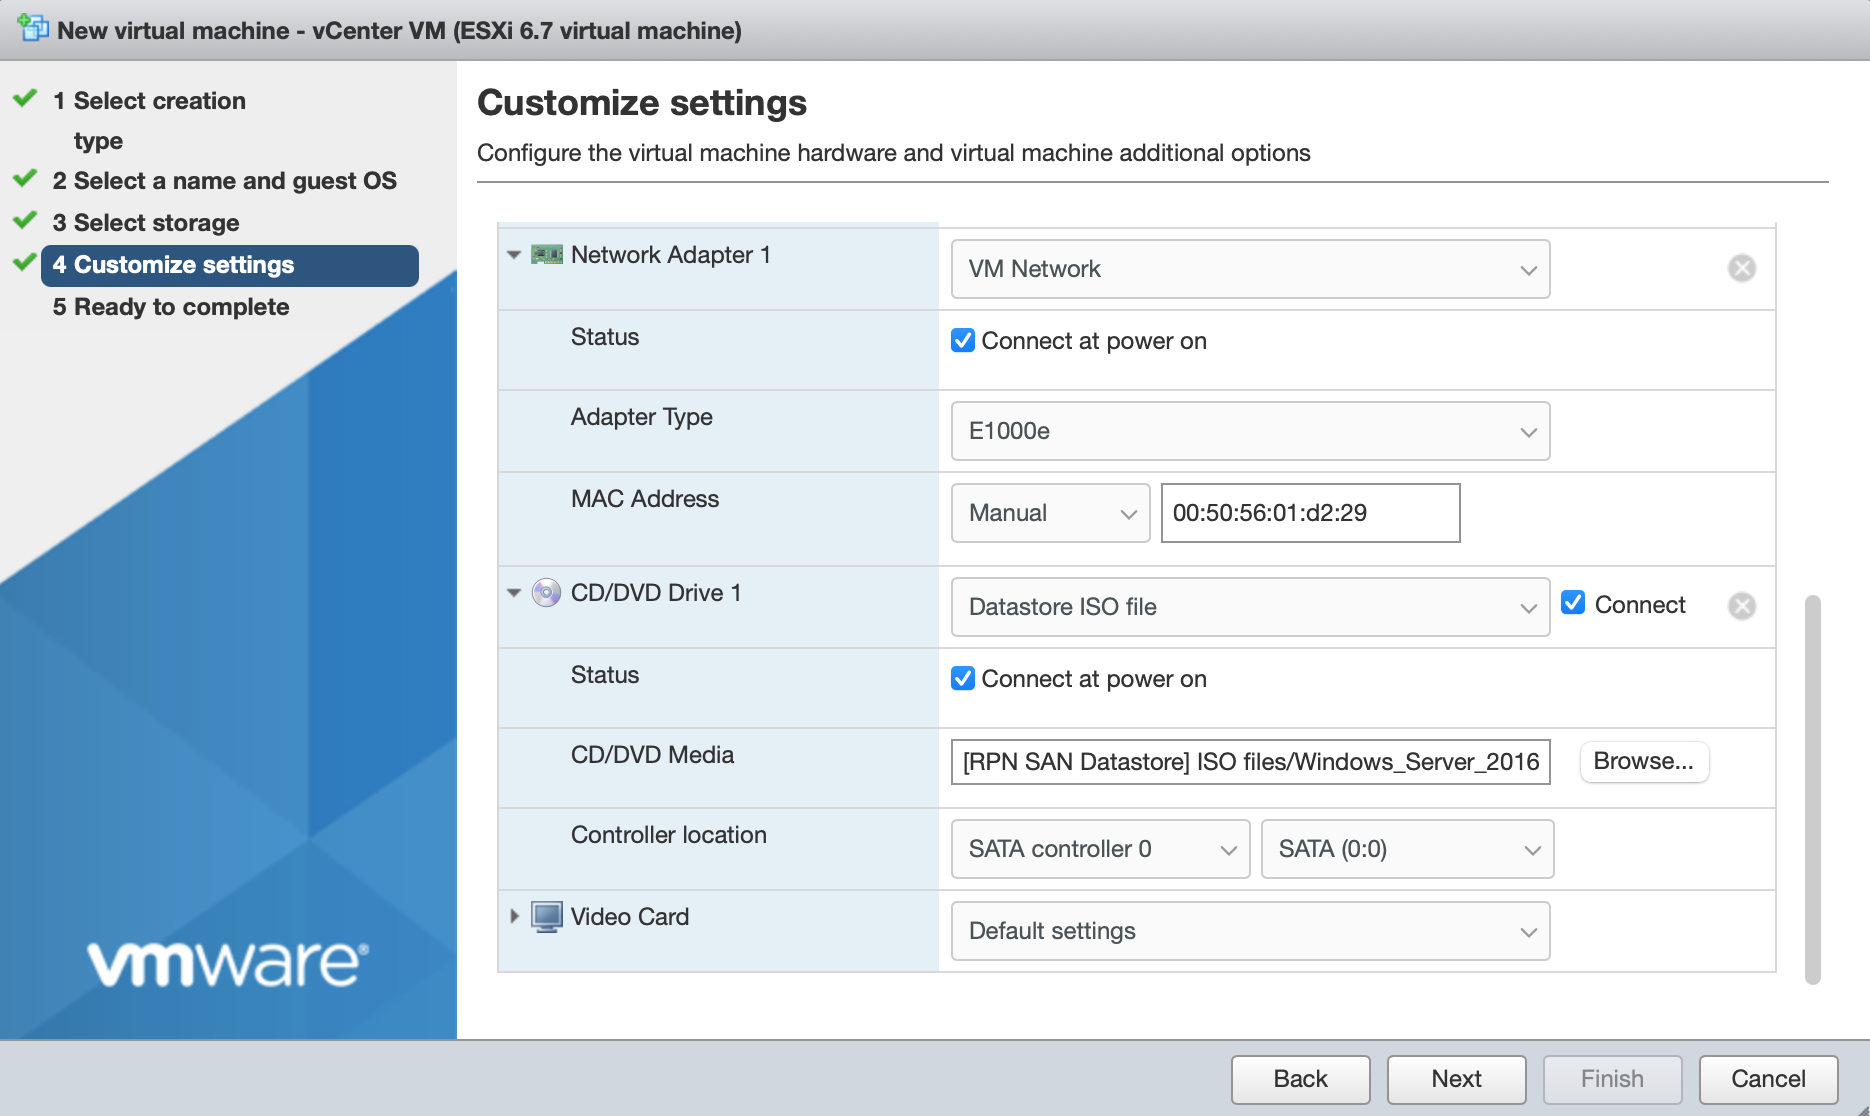 New virtual machine - vCenter VM (ESXi 6.7 virtual machine)
1 Select creation
type
2 Select a name and guest OS
3 Select storage
4 Customize settings
5 Ready to complete
vmware®
Customize settings
Configure the virtual machine hardware and virtual machine additional options
Network Adapter 1 VM Network
Status Connect at power on
Adapter Type E1000e
MAC Address Manual 00:50:56:01:d2:29
CD/DVD Drive 1 Datastore ISO file Connect
Status Connect at power on
CD/DVD Media [RPN SAN Datastore] ISO files/Windows_Server_2016 Browse...
Controller location SATA controller 0 SATA (0:0)
Video Card Default settings
Back Next Finish Cancel